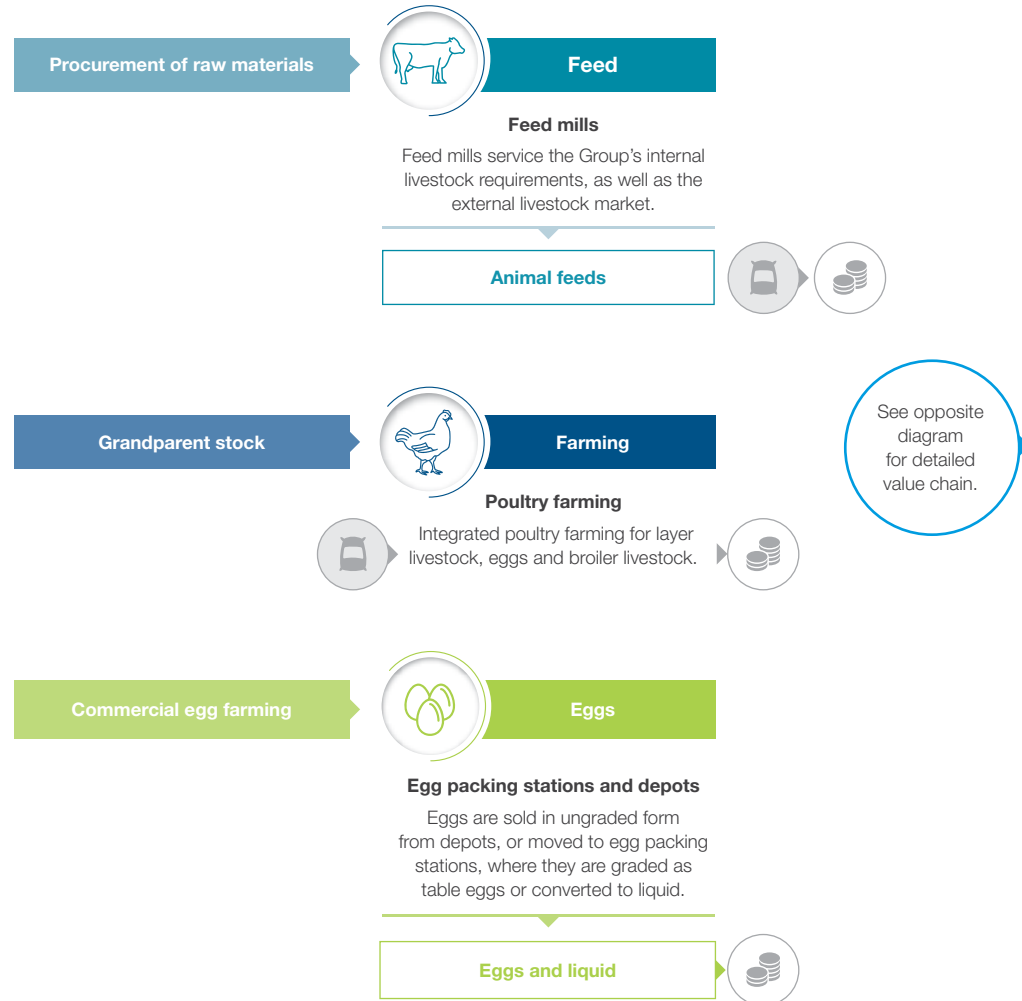 Procurement of raw materials
Feed
Feed mills
Feed mills service the Group’s internal
livestock requirements, as well as the
external livestock market.
Animal feeds
See opposite
diagram
for detailed
value chain.
Grandparent stock
Farming
Poultry farming
Integrated poultry farming for layer
livestock, eggs and broiler livestock.
Commercial egg farming
Eggs
Egg packing stations and depots
Eggs are sold in ungraded form
from depots, or moved to egg packing
stations, where they are graded as
table eggs or converted to liquid.
Eggs and liquid